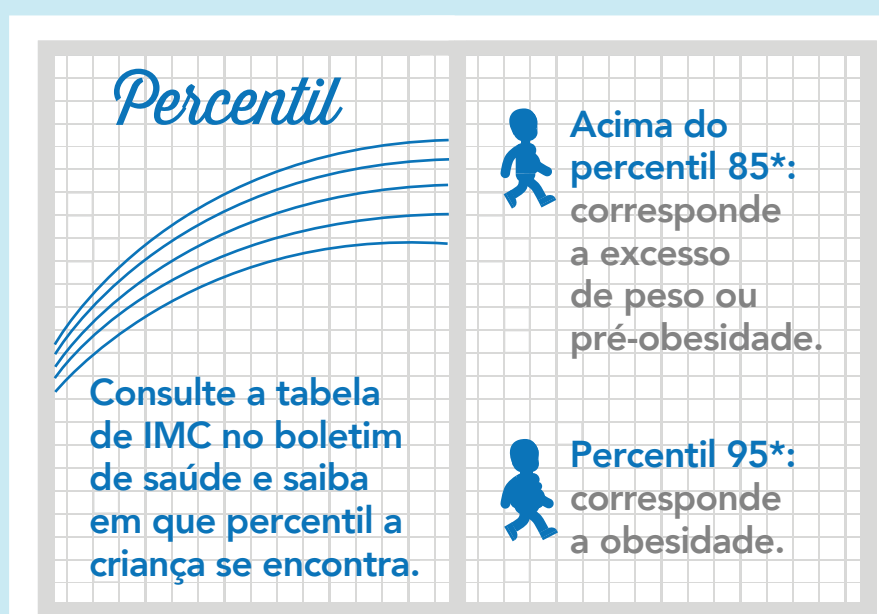 Percentil
Consulte a tabela
de IMC no boletim
de saúde e saiba
em que percentil a
criança se encontra.
Acima do
percentil 85*:
corresponde
a excesso
de peso ou
pré-obesidade.
Percentil 95*:
corresponde
a obesidade.